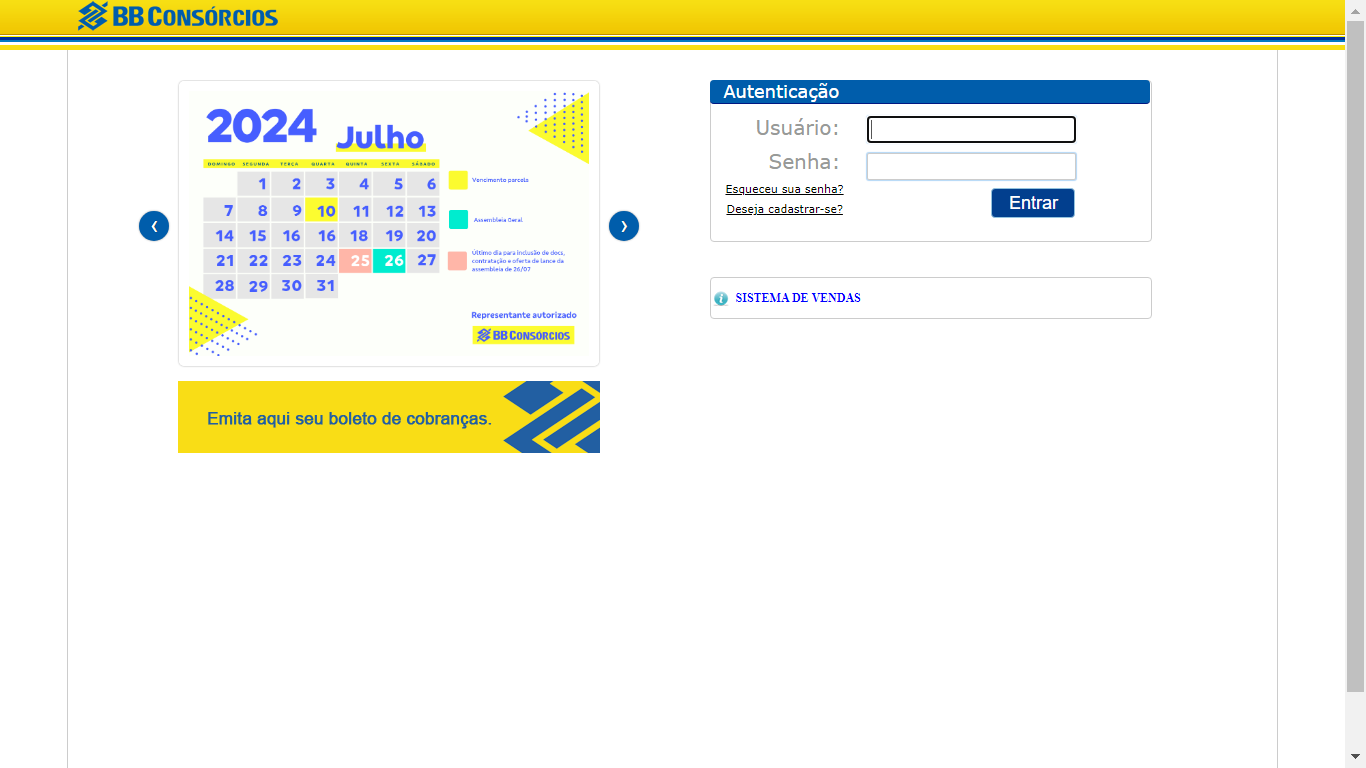 BB CONSÓRCIOS
2024 Julho
DOMINGO SEGUNDA TERÇA QUARTA QUINTA SEXTA SÁBADO
1 2 3 4 5 6
7 8 9 10 11 12 13
14 15 16 16 18 19 20
21 22 23 24 25 26 27
28 29 30 31
Vencimento parcela
Assembleia Geral
Último dia para inclusão de docs,
contratação e oferta de lance da
assembleia de 26/07
Representante autorizado
BB CONSÓRCIOS
Emita aqui seu boleto de cobranças.
Autenticação
Usuário:
Senha:
Esqueceu sua senha?
Deseja cadastrar-se?
Entrar
SISTEMA DE VENDAS